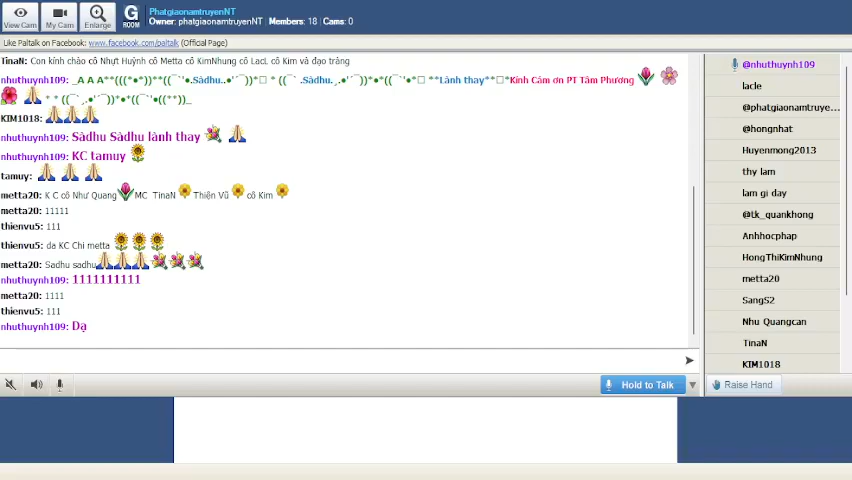 View Cam
My Cam
Enlarge
G
ROOM
PhatgiaonamtruyenNT
Owner: phatgiaonamtruyenNT | Members: 18 | Cams: 0
Like Paltalk on Facebook: www.facebook.com/paltalk (Official Page)
TinaN: Con kính chào cô Nhựt Huỳnh cô Metta cô KimNhung cô LacL cô Kim và đạo tràng
nhuthuynh109: _A A A**(((*●*))**((¯`'●.Sàdhu..●'´¯))*□ * ((¯` .Sàdhu. ¸.●'´¯))*●*((¯`'●* **Lành thay**□*Kính Cảm ơn PT Tâm Phương
* * ((¯` ¸.●'´¯))*●*((¯`'●((**))_
KIM1018:
nhuthuynh109: Sàdhu Sàdhu lành thay
nhuthuynh109: KC tamuy
tamuy:
metta20: K C cô Như Quang MC TinaN Thiện Vũ cô Kim
metta20: 11111
thienvu5: 111
thienvu5: da KC Chi metta
metta20: Sadhu sadhu
nhuthuynh109: 1111111111
metta20: 1111
thienvu5: 111
nhuthuynh109: Dạ
Hold to Talk
@nhuthuynh109
lacle
@phatgiaonamtruye...
@hongnhat
Huyenmong2013
thy lam
lam gi day
@tk_quankhong
Anhhocphap
HongThiKimNhung
metta20
SangS2
Nhu Quangcan
TinaN
KIM1018
Raise Hand